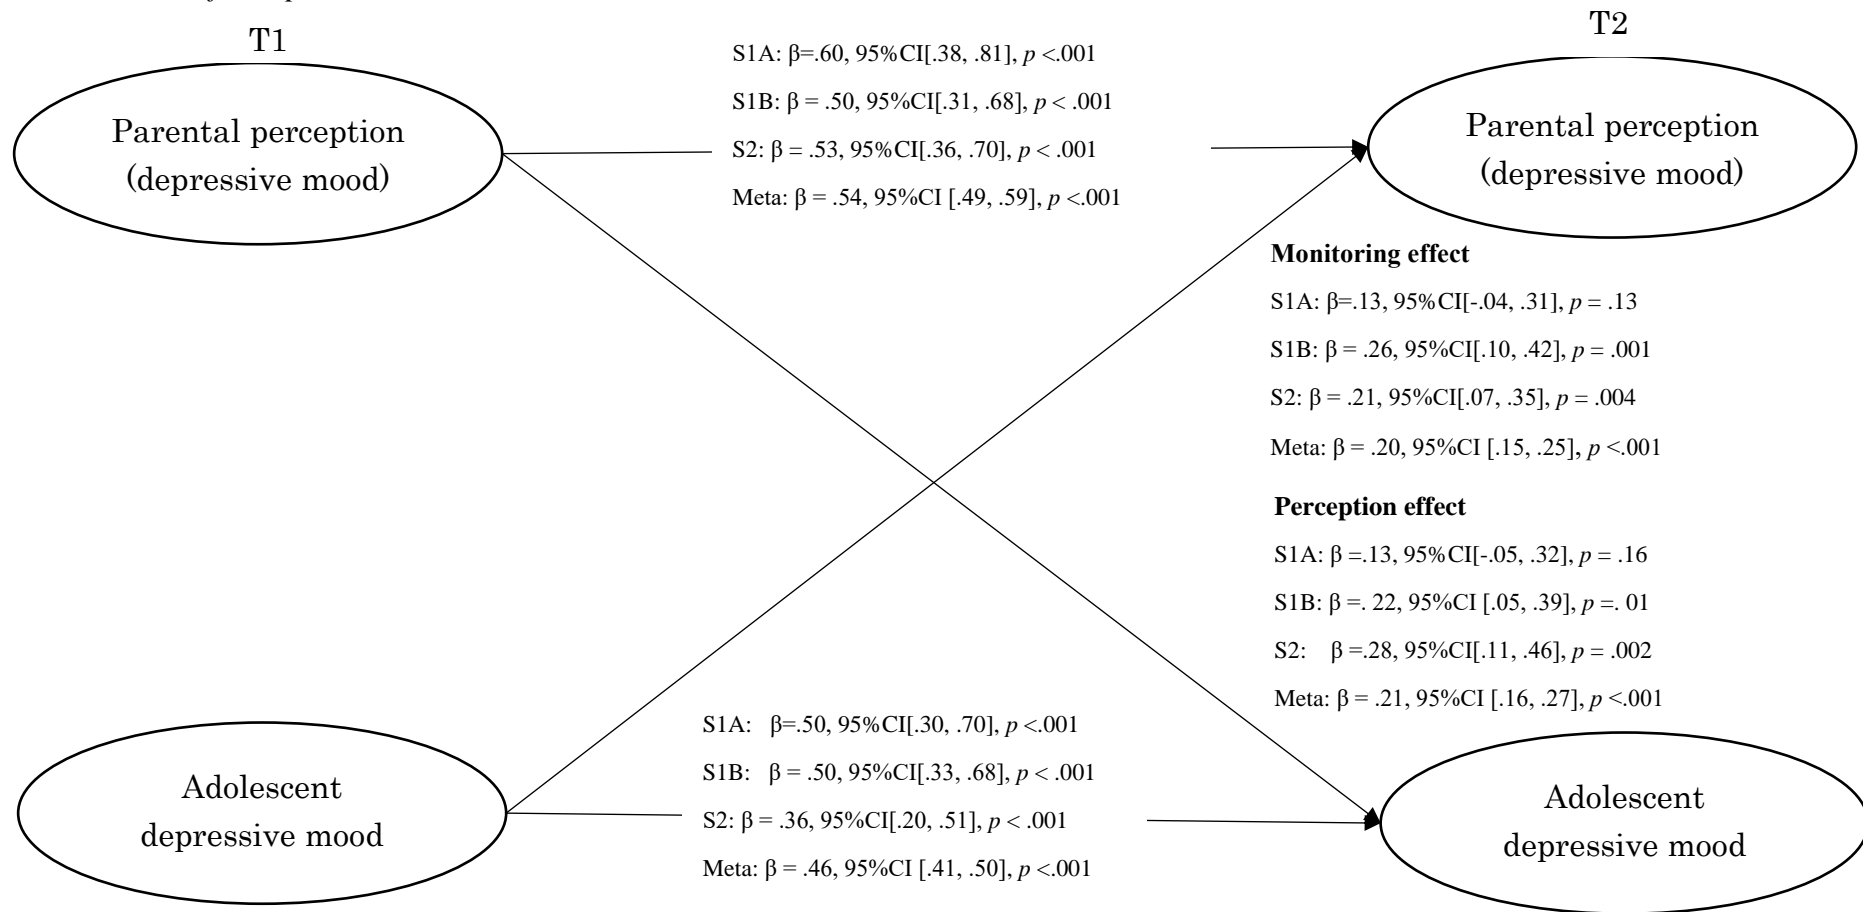 T1
T2
Parental perception
(depressive mood)
S1A: β=.60, 95%CI[.38, .81], p <.001
S1B: β = .50, 95%CI[.31, .68], p < .001
S2: β = .53, 95%CI[.36, .70], p < .001
Meta: β = .54, 95%CI [.49, .59], p <.001
Parental perception
(depressive mood)
Monitoring effect
S1A: β=.13, 95%CI[-.04, .31], p = .13
S1B: β = .26, 95%CI[.10, .42], p = .001
S2: β = .21, 95%CI[.07, .35], p = .004
Meta: β = .20, 95%CI [.15, .25], p <.001
Perception effect
S1A: β =.13, 95%CI[-.05, .32], p = .16
S1B: β =. 22, 95%CI [.05, .39], p =. 01
S2: β =.28, 95%CI[.11, .46], p = .002
Meta: β = .21, 95%CI [.16, .27], p <.001
Adolescent
depressive mood
S1A: β=.50, 95%CI[.30, .70], p <.001
S1B: β = .50, 95%CI[.33, .68], p < .001
S2: β = .36, 95%CI[.20, .51], p < .001
Meta: β = .46, 95%CI [.41, .50], p <.001
Adolescent
depressive mood